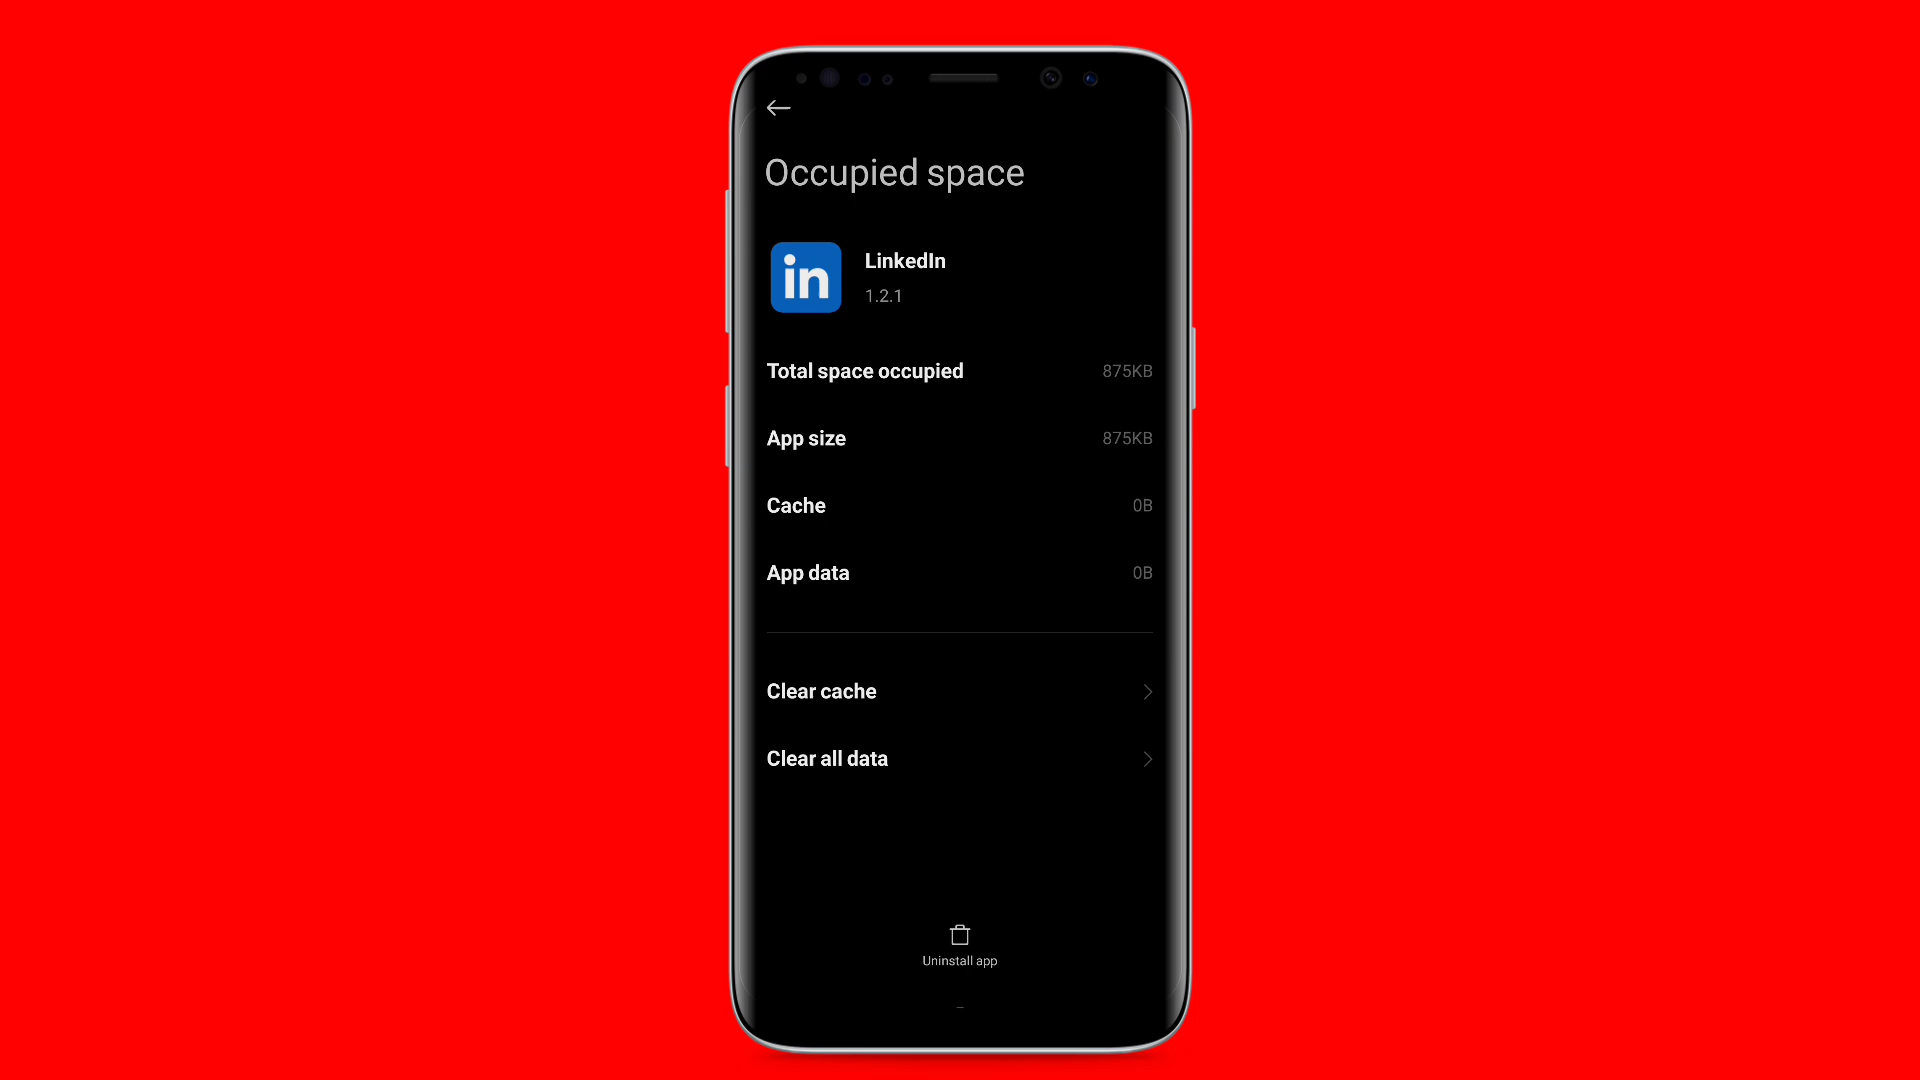 Occupied space
in
LinkedIn
1.2.1
Total space occupied 875KB
App size 875KB
Cache 0B
App data 0B
Clear cache
Clear all data
Uninstall app